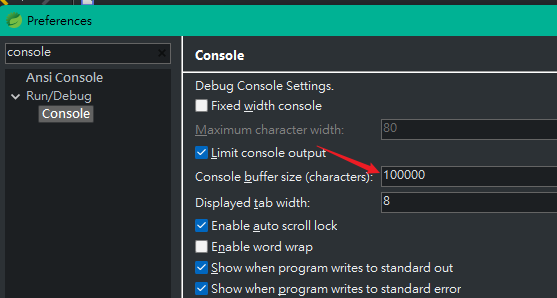 Preferences
console
Ansi Console
Run/Debug
Console
Console
Debug Console Settings.
Fixed width console
Maximum character width: 80
Limit console output
Console buffer size (characters): 100000
Displayed tab width: 8
Enable auto scroll lock
Enable word wrap
Show when program writes to standard out
Show when program writes to standard error